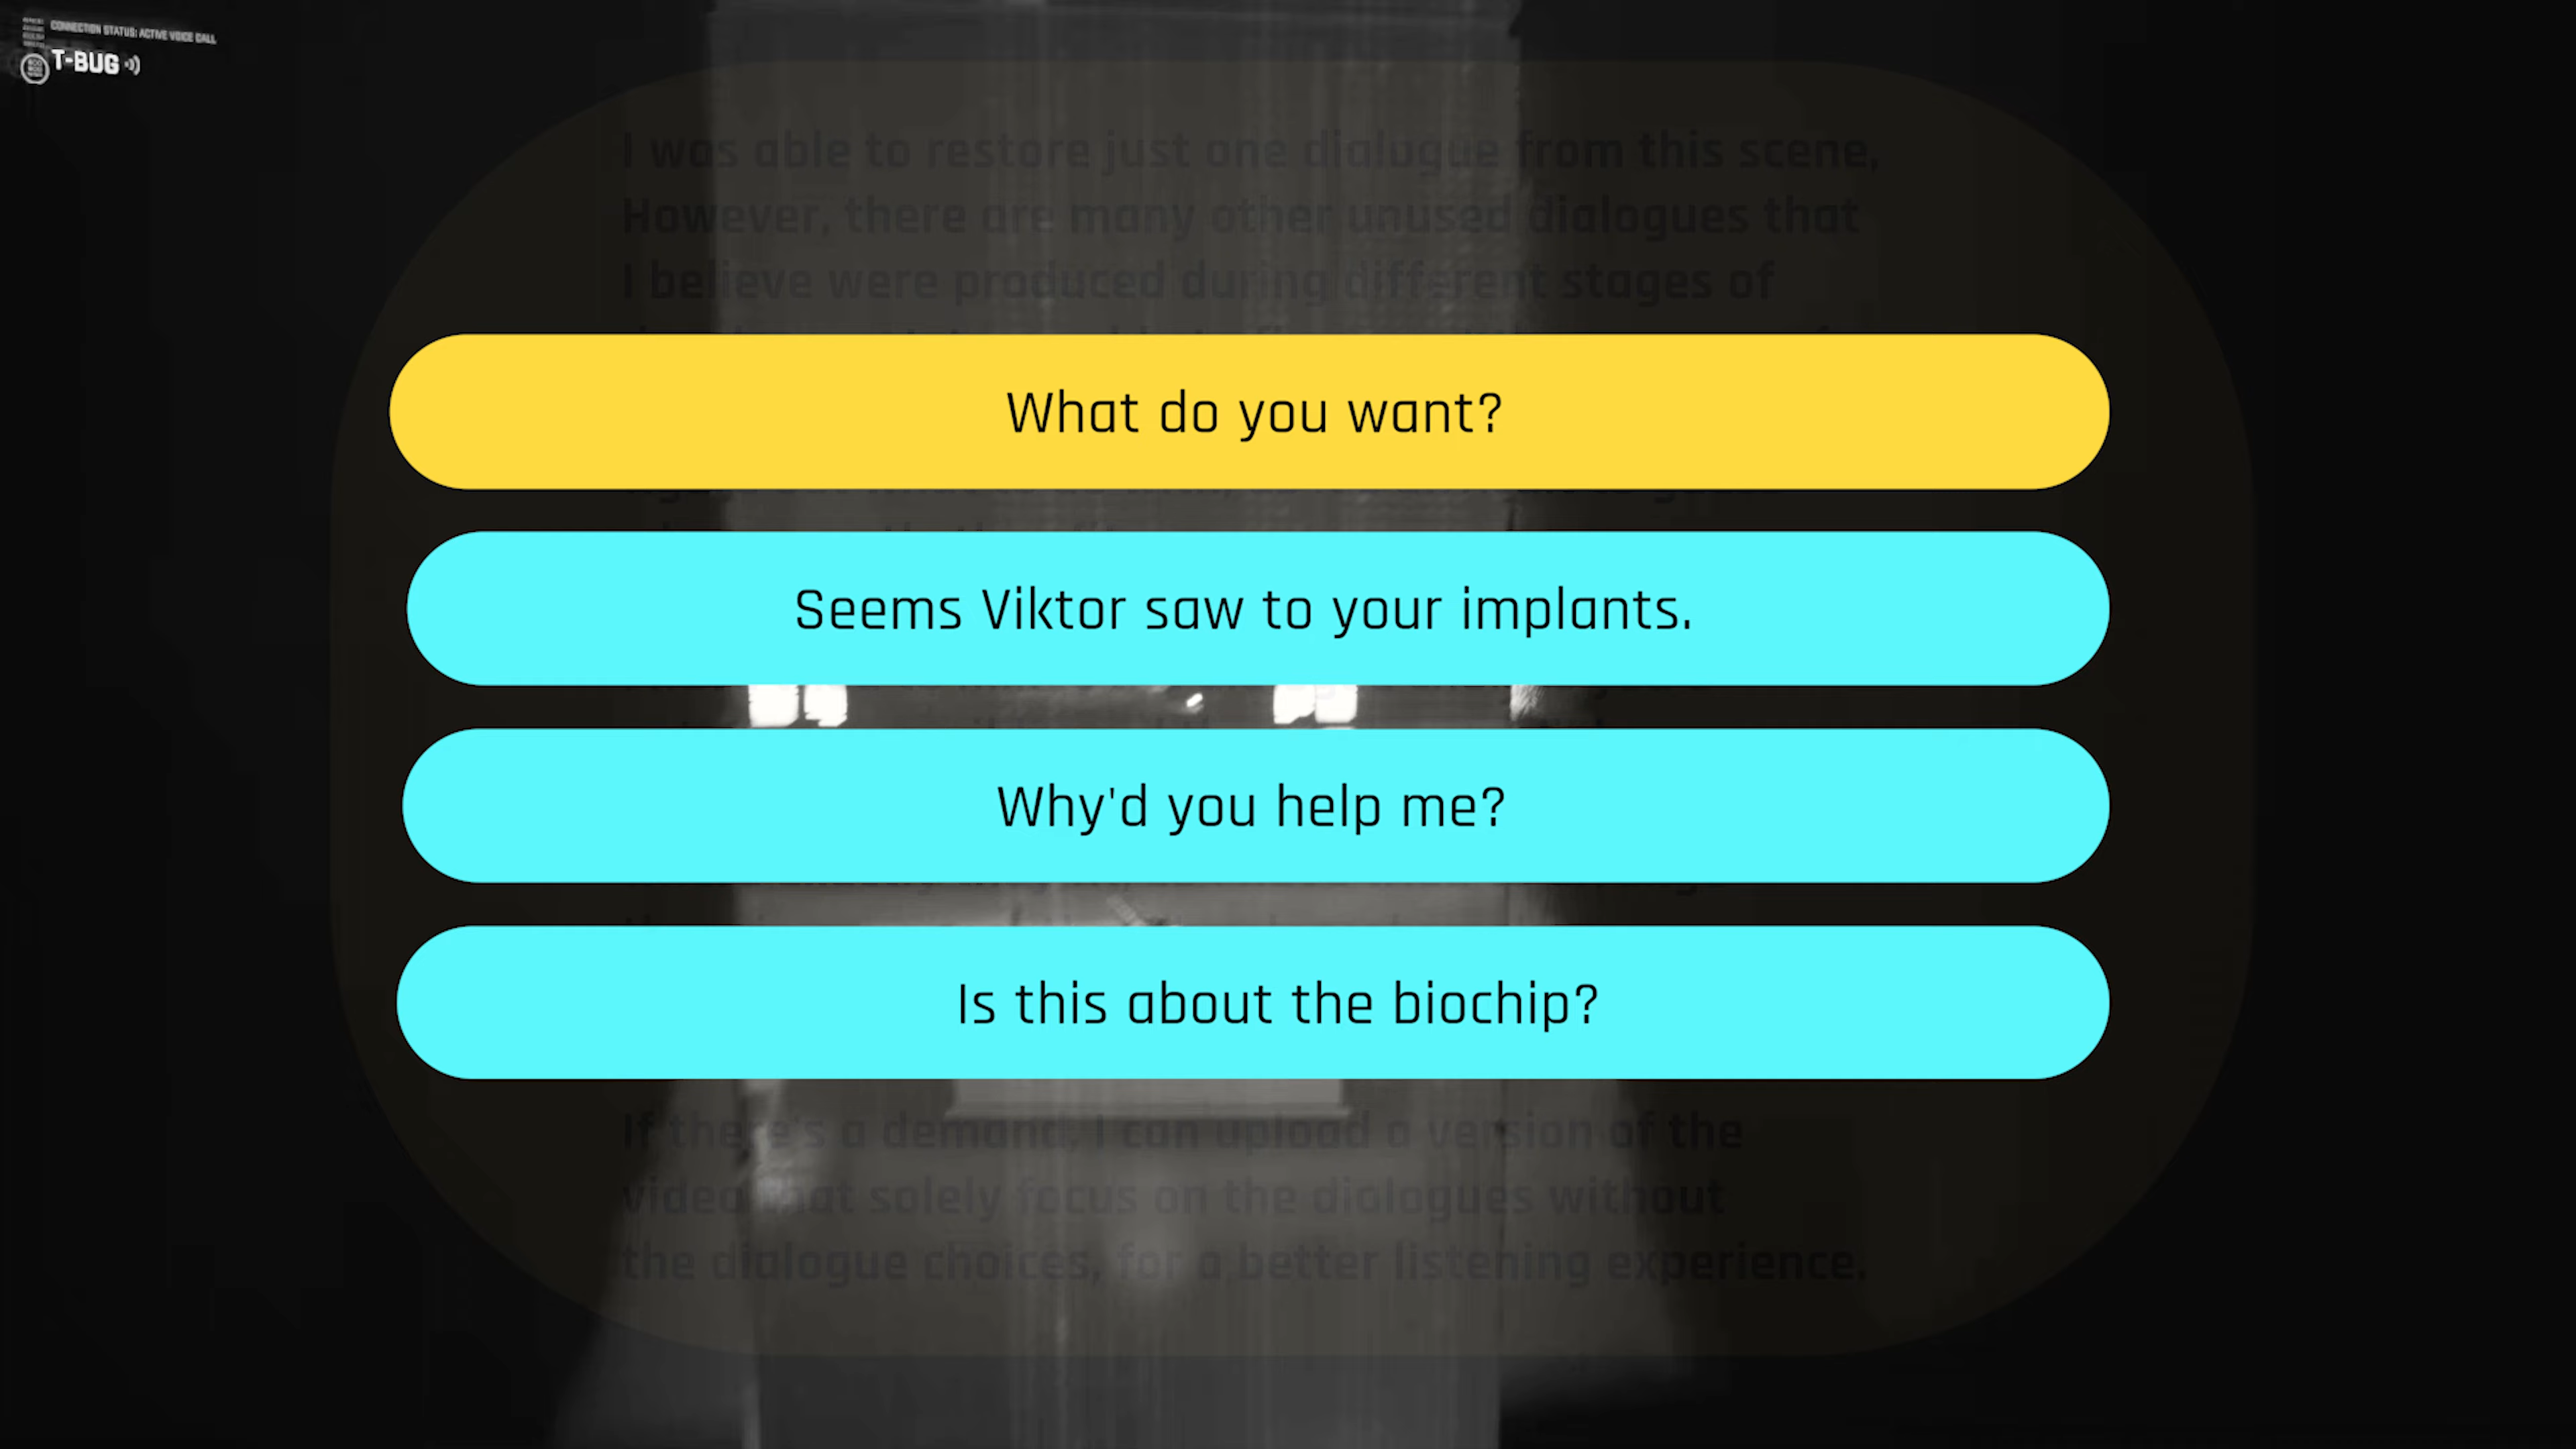 CONNECTION STATUS: ACTIVE VOICE CALL
T-BUG
I was able to restore just one dialogue from this scene,
However, there are many other unused dialogues that
I believe were produced during different stages of
What do you want?
Seems Viktor saw to your implants.
Why'd you help me?
Is this about the biochip?
If there's a demand, I can upload a version of the
video that solely focus on the dialogues without
the dialogue choices, for a better listening experience.